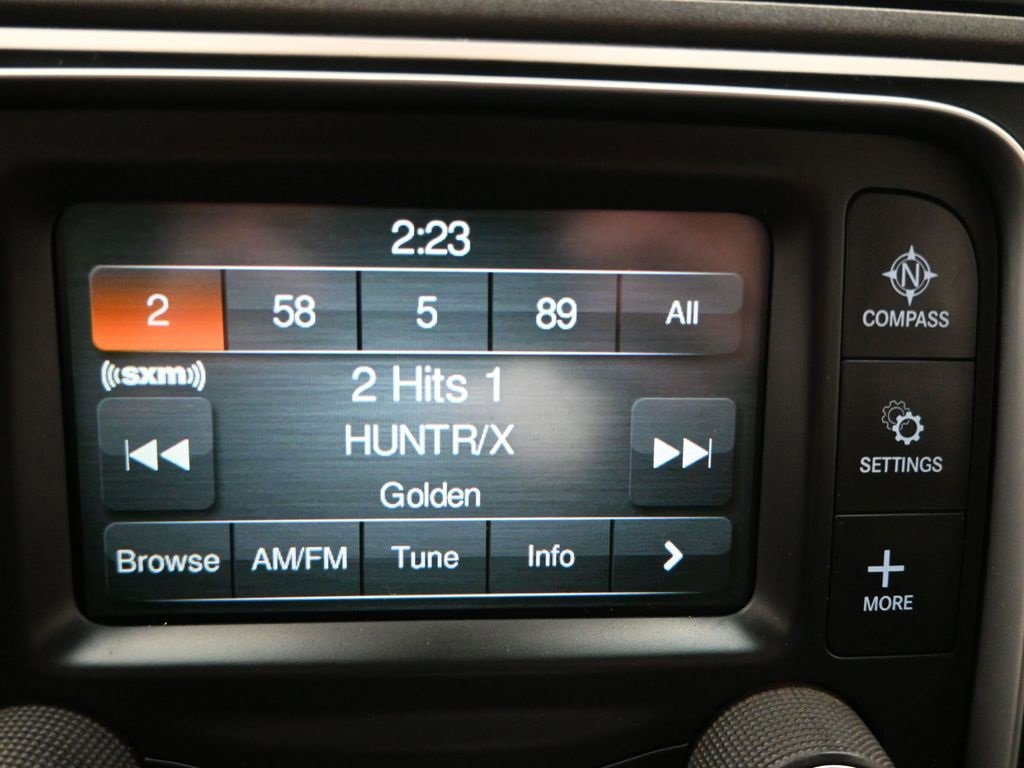 2:23
2 58 5 89 All
((sxm))
2 Hits 1
HUNTR/X
Golden
Browse AM/FM Tune Info >
N
COMPASS
SETTINGS
+
MORE